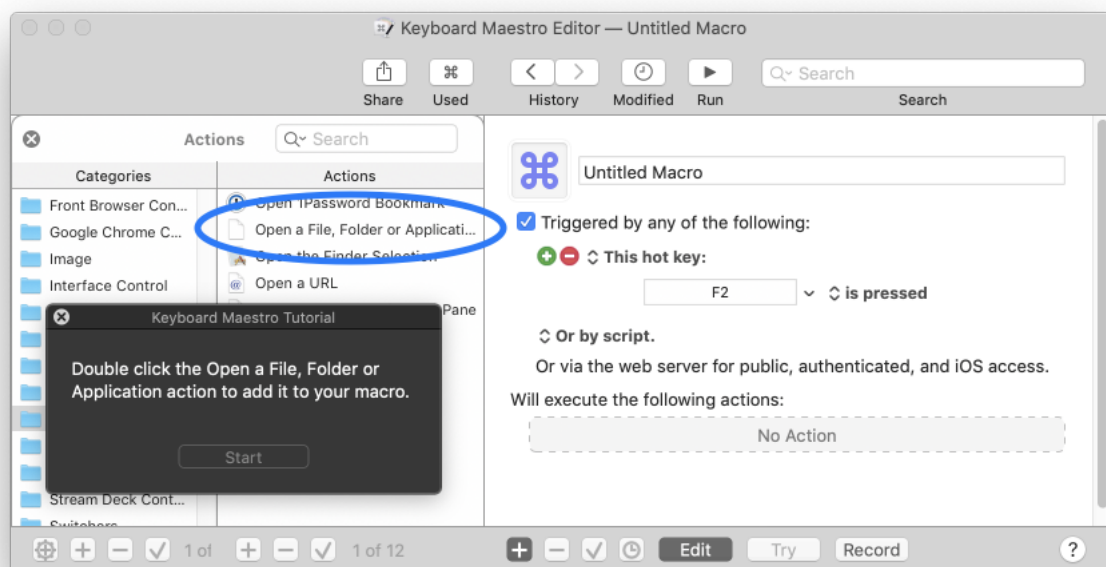 Keyboard Maestro Editor — Untitled Macro
Share
Used
History
Modified
Run
Search
Search
Actions
Search
Categories
Actions
Front Browser Con...
Google Chrome C...
Image
Interface Control
Open 1Password Bookmark
Open a File, Folder or Applicati...
Open the Finder Selection
Open a URL
Pane
Keyboard Maestro Tutorial
Double click the Open a File, Folder or
Application action to add it to your macro.
Start
Stream Deck Cont...
Switchers
Untitled Macro
Triggered by any of the following:
This hot key:
F2
is pressed
Or by script.
Or via the web server for public, authenticated, and iOS access.
Will execute the following actions:
No Action
1 of
1 of 12
Edit
Try
Record
?